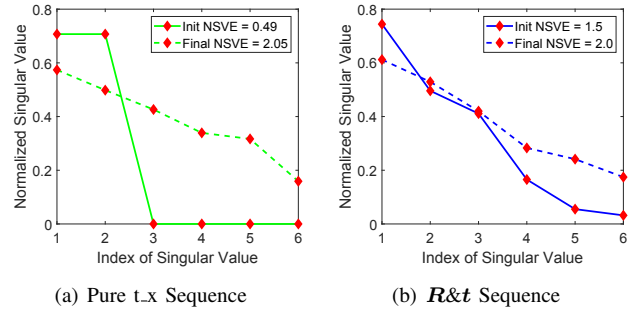 0.8
0.6
0.4
0.2
0
Normalized Singular Value
Init NSVE = 0.49
Final NSVE = 2.05
1 2 3 4 5 6
Index of Singular Value
(a) Pure t_x Sequence
0.8
0.6
0.4
0.2
0
Normalized Singular Value
Init NSVE = 1.5
Final NSVE = 2.0
1 2 3 4 5 6
Index of Singular Value
(b) R&t Sequence